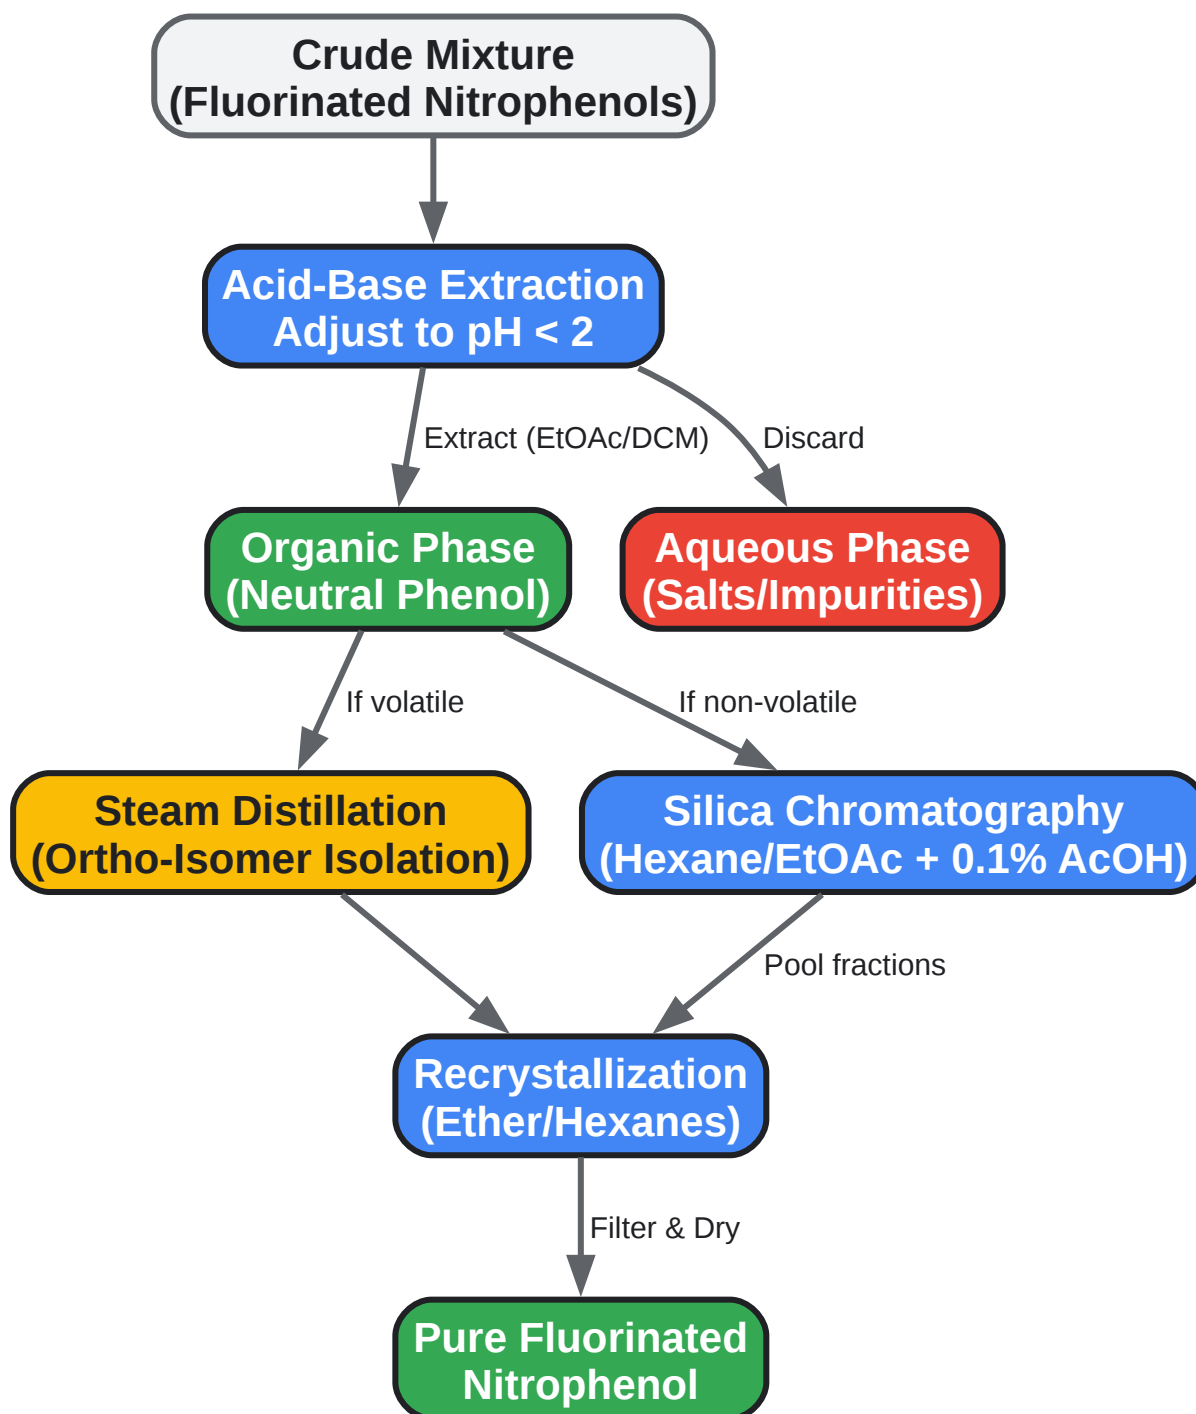 Crude Mixture
(Fluorinated Nitrophenols)
Acid-Base Extraction
Adjust to pH < 2
Extract (EtOAc/DCM)
Discard
Organic Phase
(Neutral Phenol)
Aqueous Phase
(Salts/Impurities)
If volatile
If non-volatile
Steam Distillation
(Ortho-Isomer Isolation)
Silica Chromatography
(Hexane/EtOAc + 0.1% AcOH)
Pool fractions
Recrystallization
(Ether/Hexanes)
Filter & Dry
Pure Fluorinated
Nitrophenol